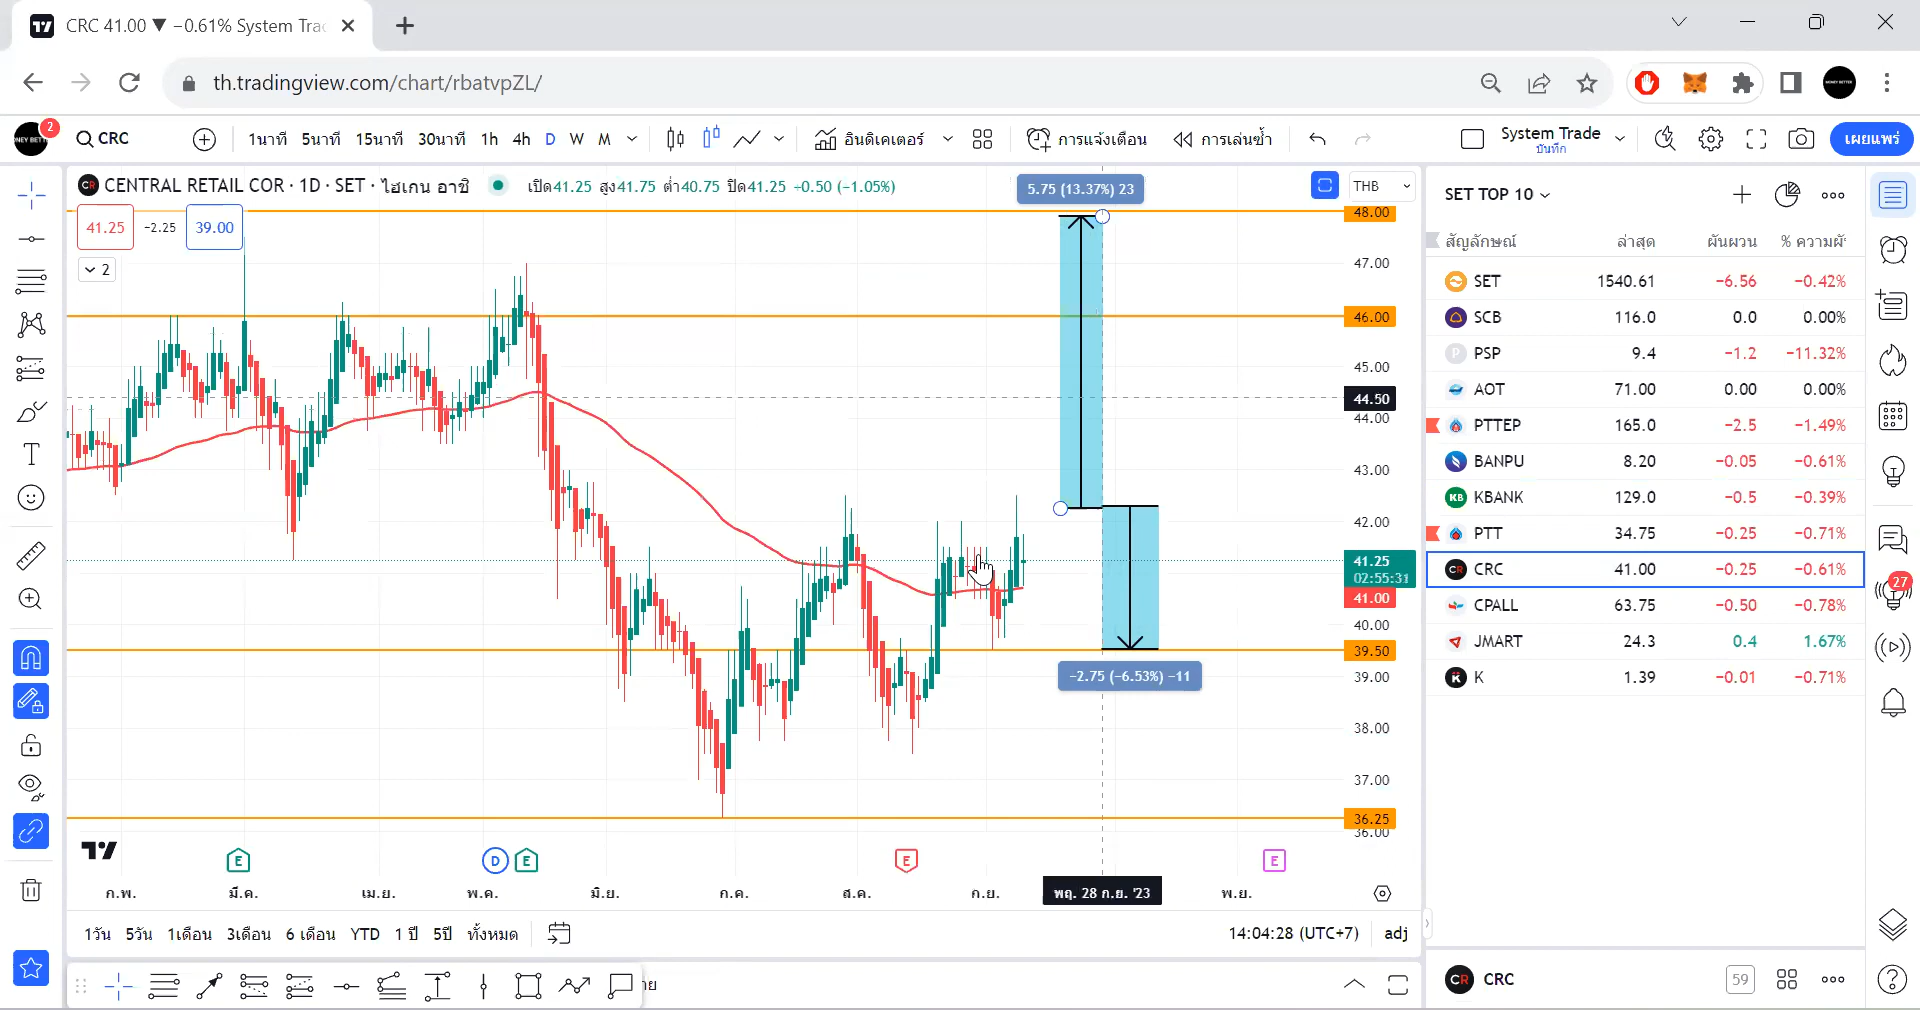 CRC 41.00 ▼ −0.61% System Tra
th.tradingview.com/chart/rbatvpZL/
2
CRC
1นาที 5นาที 15นาที 30นาที 1h 4h D W M
อินดิเคเตอร์
การแจ้งเตือน
การเล่นซ้ำ
System Trade
บันทึก
เผยแพร่
CENTRAL RETAIL COR · 1D · SET · ไฮเกน อาชิ
เปิด41.25 สูง41.75 ต่ำ40.75 ปิด41.25 +0.50 (−1.05%)
THB
41.25 −2.25 39.00
2
5.75 (13.37%) 23
−2.75 (−6.53%) −11
48.00
47.00
46.00
45.00
44.50
44.00
43.00
42.00
41.25
02:55:31
41.00
40.00
39.50
39.00
38.00
37.00
36.25
36.00
E D E E E
ก.พ. มี.ค. เม.ย. พ.ค. มิ.ย. ก.ค. ส.ค. ก.ย. พฤ. 28 ก.ย. '23 พ.ย.
1วัน 5วัน 1เดือน 3เดือน 6 เดือน YTD 1 ปี 5ปี ทั้งหมด
14:04:28 (UTC+7) adj
าย
SET TOP 10
สัญลักษณ์ ล่าสุด ผันผวน
SET 1540.61 −6.56 −0.42%
SCB 116.0 0.0 0.00%
PSP 9.4 −1.2 −11.32%
AOT 71.00 0.00 0.00%
PTTEP 165.0 −2.5 −1.49%
BANPU 8.20 −0.05 −0.61%
KBANK 129.0 −0.5 −0.39%
PTT 34.75 −0.25 −0.71%
CRC 41.00 −0.25 −0.61%
CPALL 63.75 −0.50 −0.78%
JMART 24.3 0.4 1.67%
K 1.39 −0.01 −0.71%
27
CRC 59